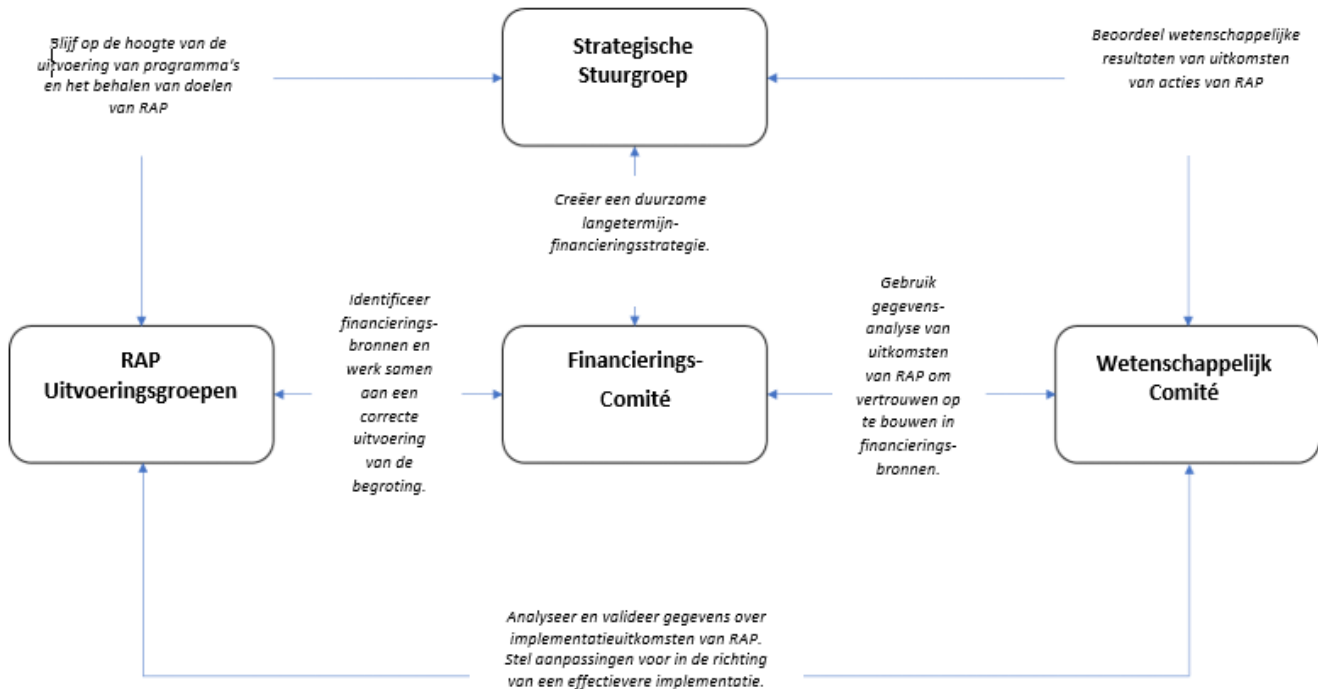 Blijf op de hoogte van de
uitvoering van programma's
en het behalen van doelen
van RAP
Strategische
Stuurgroep
Beoordeel wetenschappelijke
resultaten van uitkomsten
van acties van RAP
Creëer een duurzame
langetermijn-
financieringsstrategie.
RAP
Uitvoeringsgroepen
Identificeer
financierings-
bronnen en
werk samen
aan een
correcte
uitvoering
van de
begroting.
Financierings-
Comité
Gebruik
gegevens-
analyse van
uitkomsten
van RAP om
vertrouwen op
te bouwen in
financierings-
bronnen.
Wetenschappelijk
Comité
Analyseer en valideer gegevens over
implementatieuitkomsten van RAP.
Stel aanpassingen voor in de richting
van een effectievere implementatie.